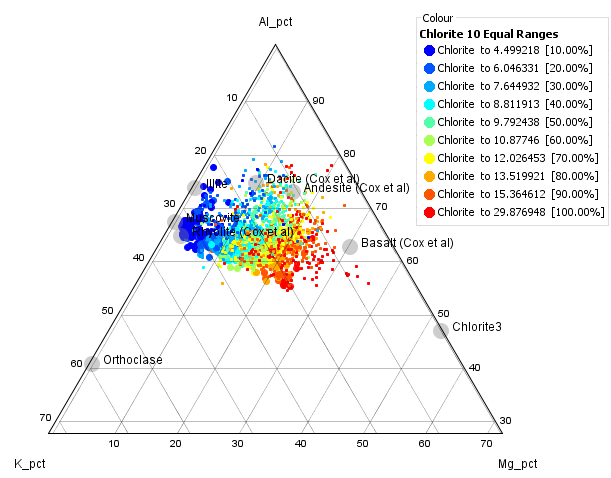 Al_pct
Colour
Chlorite 10 Equal Ranges
Chlorite to 4.499218 [10.00%]
Chlorite to 6.046331 [20.00%]
Chlorite to 7.644932 [30.00%]
Chlorite to 8.811913 [40.00%]
Chlorite to 9.792438 [50.00%]
Chlorite to 10.87746 [60.00%]
Chlorite to 12.026453 [70.00%]
Chlorite to 13.519921 [80.00%]
Chlorite to 15.364612 [90.00%]
Chlorite to 29.876948 [100.00%]
10 90
20 80
Illite Dacite (Cox et al) Andesite (Cox et al)
30 70
Muscovite
Rhyolite (Cox et al) Basalt (Cox et al)
40 60
50 50
Chlorite3
Orthoclase
60 40
70 30
10 20 30 40 50 60 70
K_pct Mg_pct